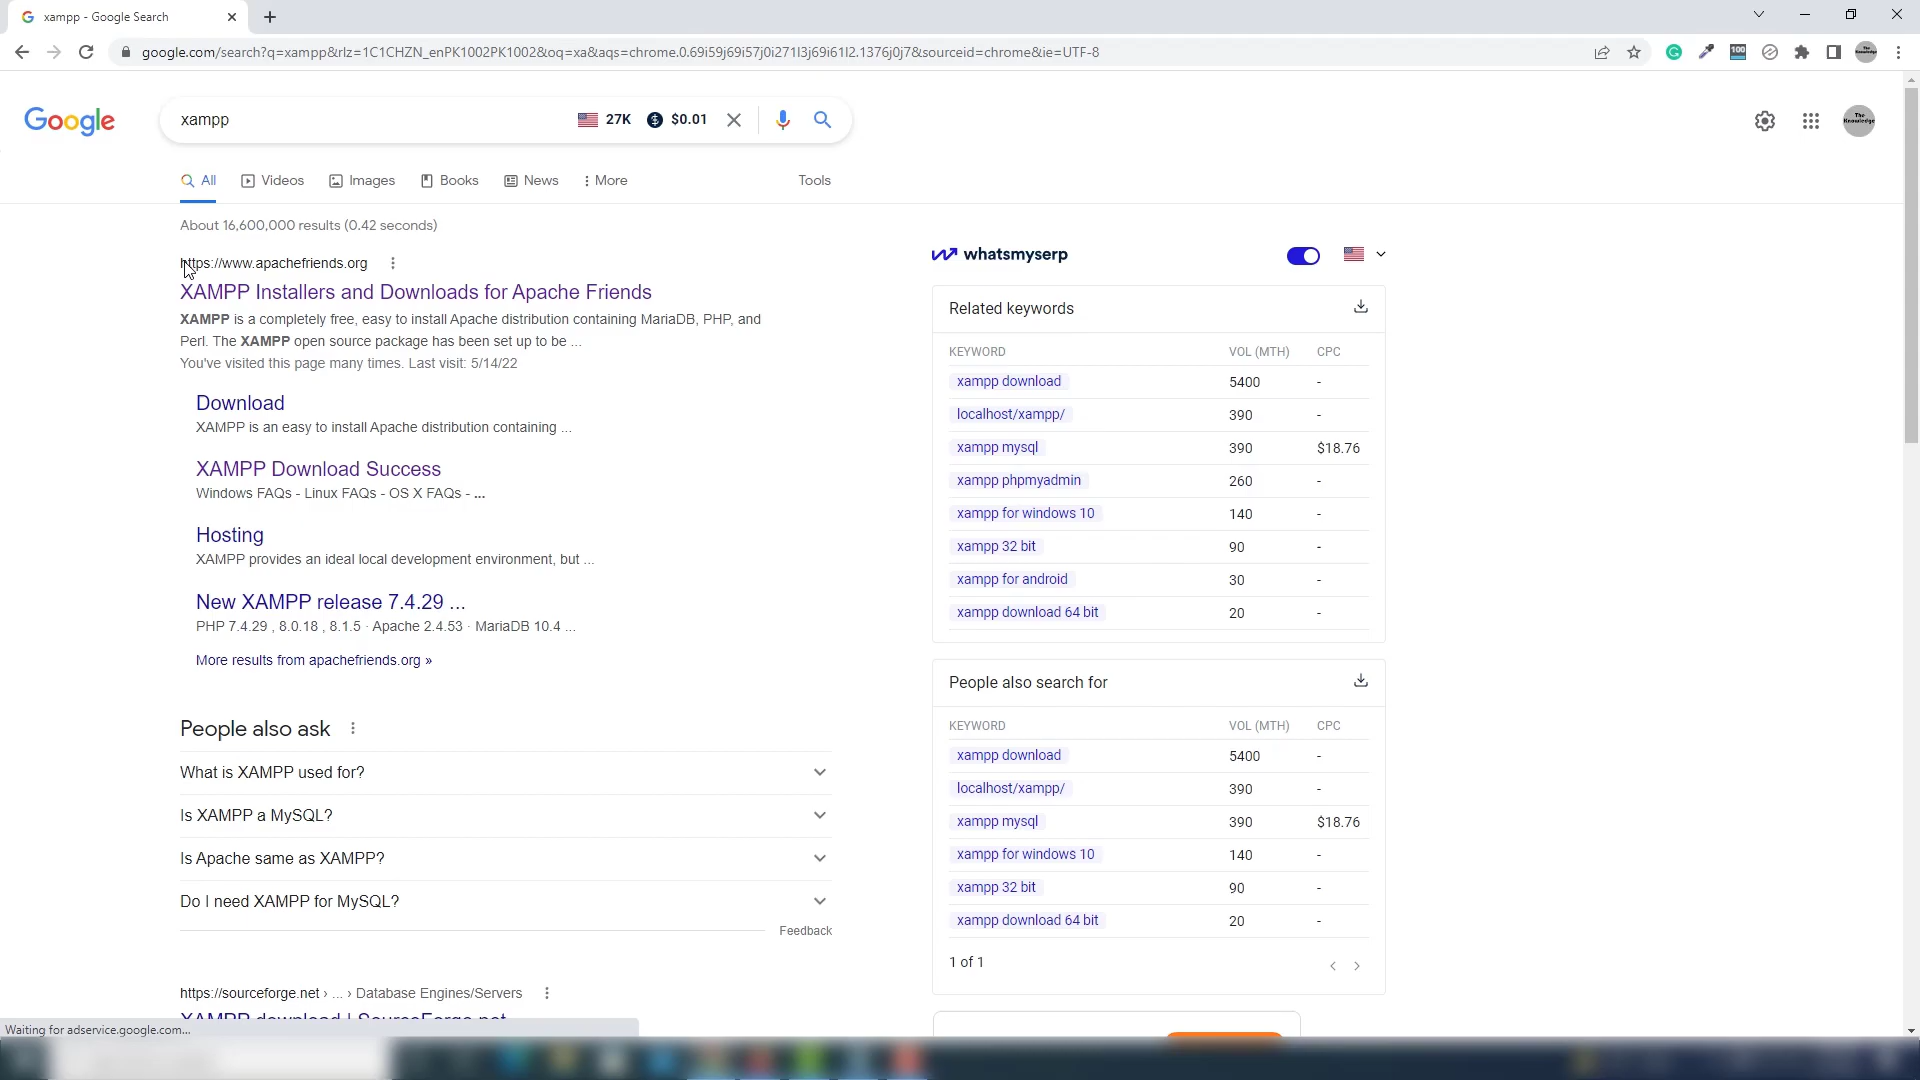 xampp - Google Search
google.com/search?q=xampp&rlz=1C1CHZN_enPK1002PK1002&oq=xa&aqs=chrome.0.69i59j69i57j0i271l3j69i61l2.1376j0j7&sourceid=chrome&ie=UTF-8
100
Google
xampp
27K
$0.01
The Knowledge
All
Videos
Images
Books
News
More
Tools
About 16,600,000 results (0.42 seconds)
https://www.apachefriends.org
XAMPP Installers and Downloads for Apache Friends
XAMPP is a completely free, easy to install Apache distribution containing MariaDB, PHP, and
Perl. The XAMPP open source package has been set up to be ...
You've visited this page many times. Last visit: 5/14/22
Download
XAMPP is an easy to install Apache distribution containing ...
XAMPP Download Success
Windows FAQs - Linux FAQs - OS X FAQs - ...
Hosting
XAMPP provides an ideal local development environment, but ...
New XAMPP release 7.4.29 ...
PHP 7.4.29 , 8.0.18 , 8.1.5 · Apache 2.4.53 · MariaDB 10.4 ...
More results from apachefriends.org »
People also ask
What is XAMPP used for?
Is XAMPP a MySQL?
Is Apache same as XAMPP?
Do I need XAMPP for MySQL?
Feedback
https://sourceforge.net › ... › Database Engines/Servers
XAMPP download | SourceForge.net
Waiting for adservice.google.com...
whatsmyserp
Related keywords
KEYWORD VOL (MTH) CPC
xampp download 5400 -
localhost/xampp/ 390 -
xampp mysql 390 $18.76
xampp phpmyadmin 260 -
xampp for windows 10 140 -
xampp 32 bit 90 -
xampp for android 30 -
xampp download 64 bit 20 -
People also search for
KEYWORD VOL (MTH) CPC
xampp download 5400 -
localhost/xampp/ 390 -
xampp mysql 390 $18.76
xampp for windows 10 140 -
xampp 32 bit 90 -
xampp download 64 bit 20 -
1 of 1